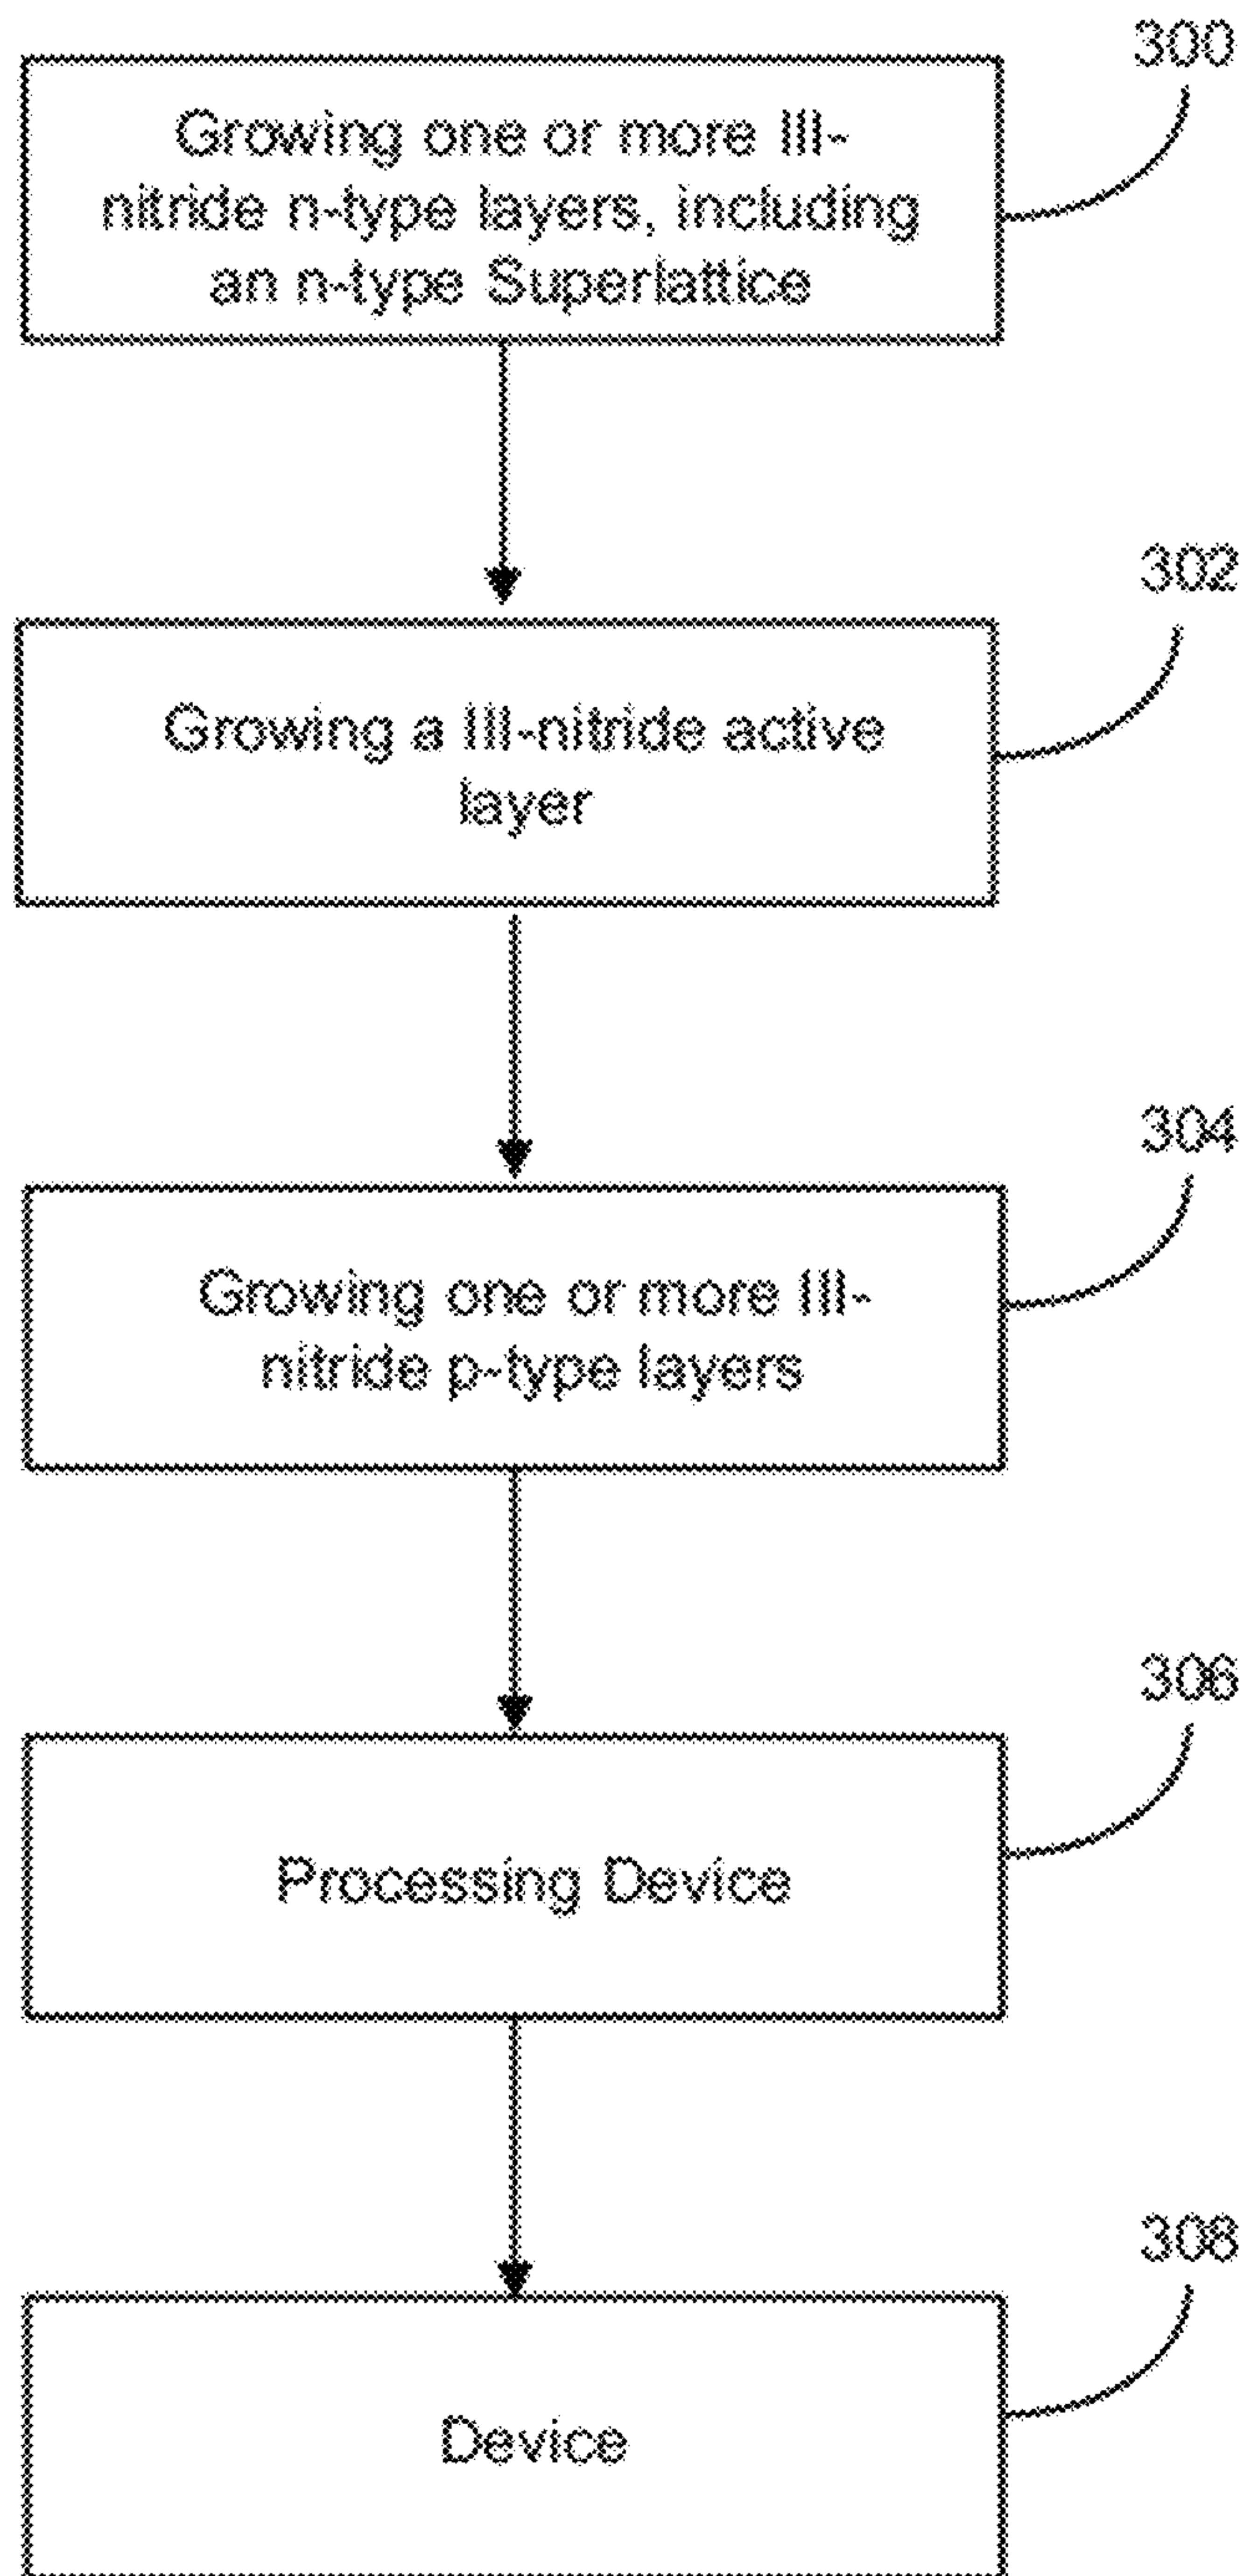 300
Growing one or more III-
nitride n-type layers, including
an n-type Superlattice
302
Growing a III-nitride active
layer
304
Growing one or more III-
nitride p-type layers
306
Processing Device
308
Device